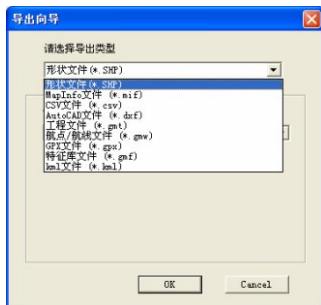 导出向导
请选择导出类型
形状文件(*.SHP)
形状文件(*.SHP)
MapInfo文件 (*.mif)
CSV文件 (*.csv)
AutoCAD文件 (*.dxf)
工程文件 (*.gmt)
航点/航线文件 (*.gmw)
GPX文件 (*.gpx)
特征库文件 (*.gmf)
kml文件 (*.kml)
OK
Cancel